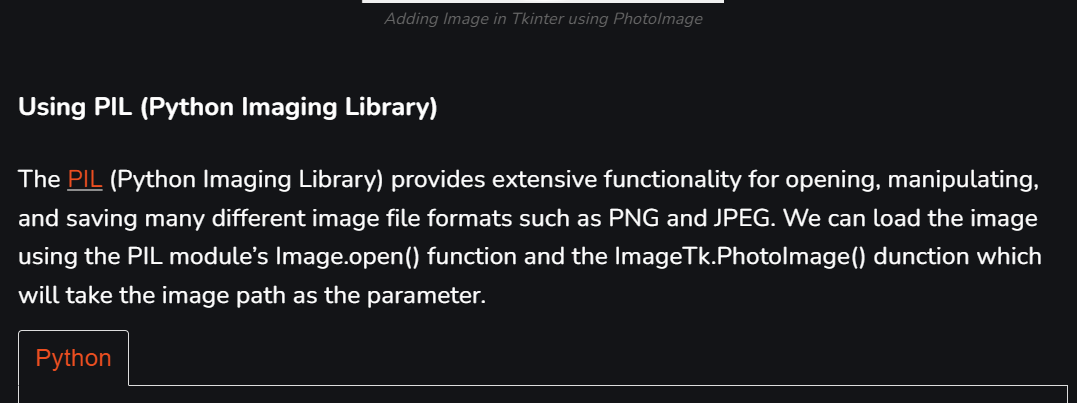 Adding Image in Tkinter using PhotoImage
Using PIL (Python Imaging Library)
The PIL (Python Imaging Library) provides extensive functionality for opening, manipulating,
and saving many different image file formats such as PNG and JPEG. We can load the image
using the PIL module’s Image.open() function and the ImageTk.PhotoImage() dunction which
will take the image path as the parameter.
Python